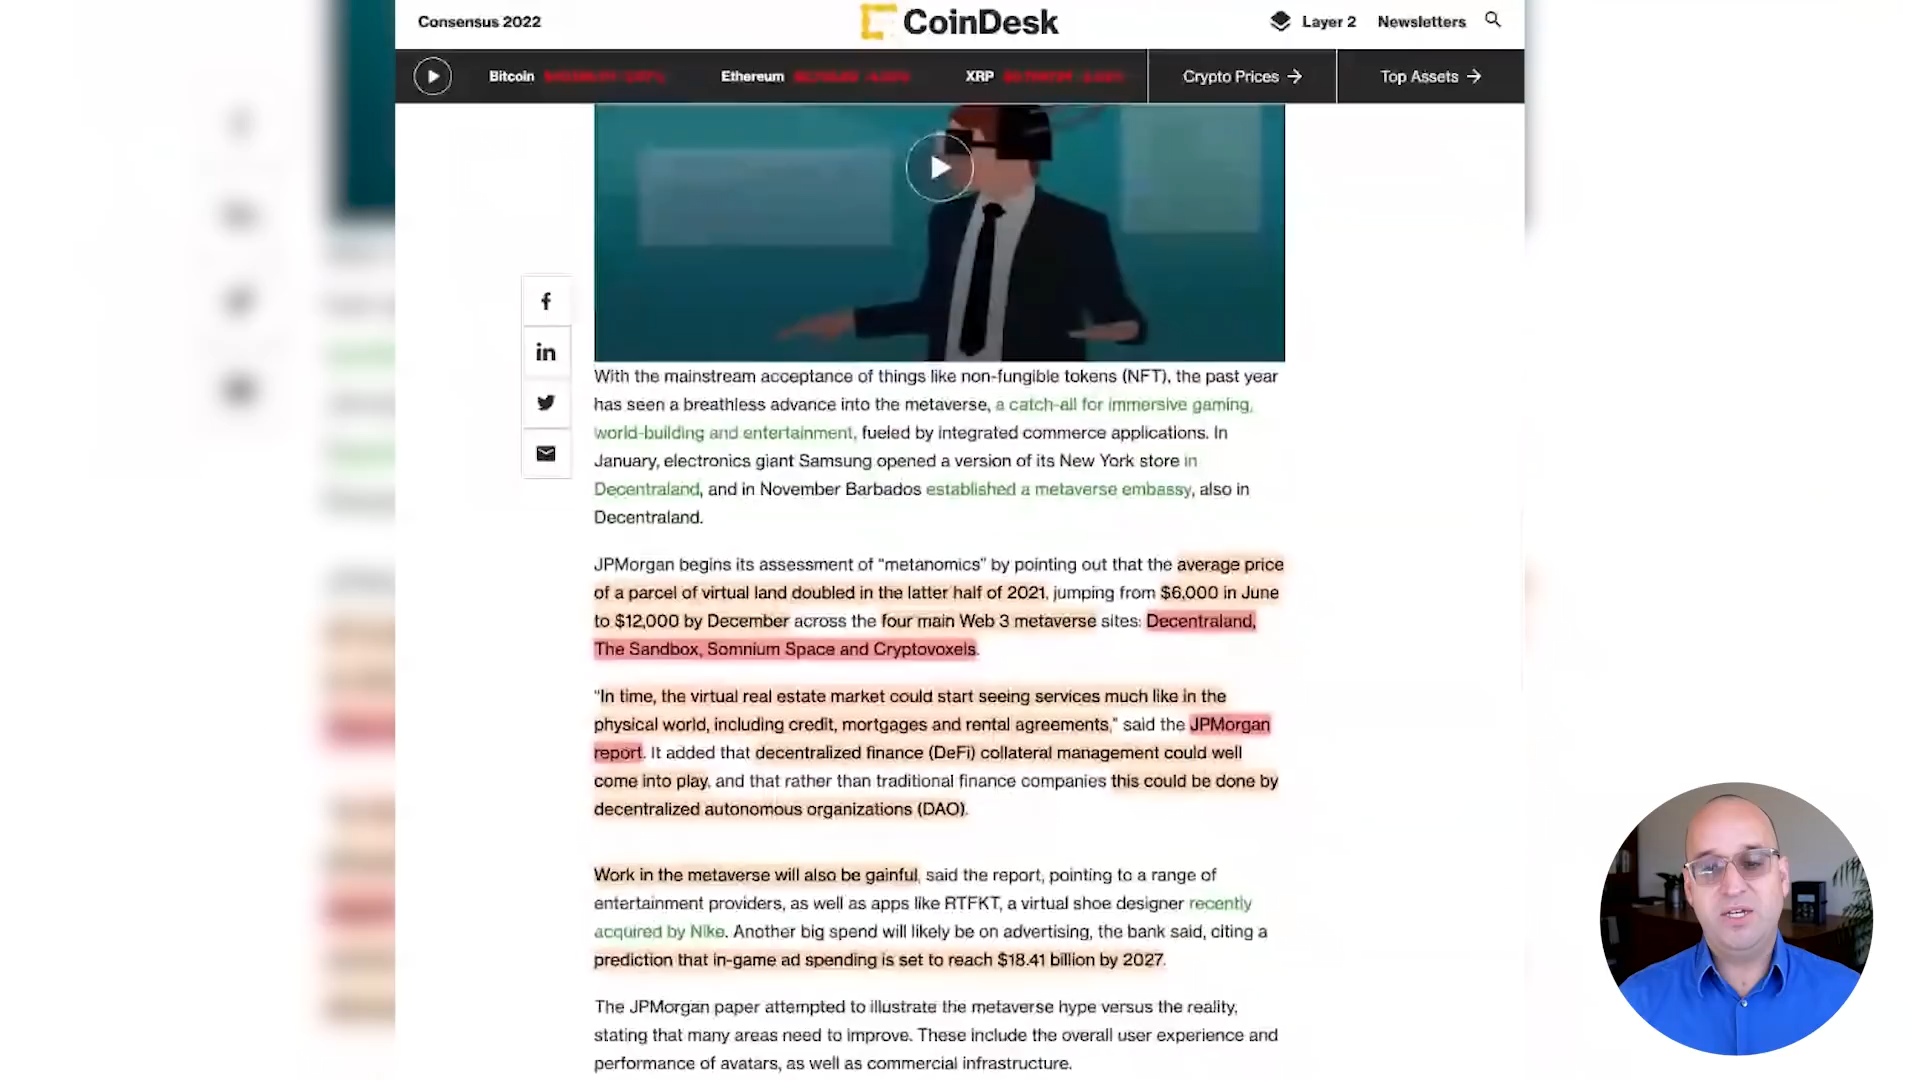 Consensus 2022
CoinDesk
Layer 2
Newsletters
Bitcoin
Ethereum
XRP
Crypto Prices →
Top Assets →
With the mainstream acceptance of things like non-fungible tokens (NFT), the past year
has seen a breathless advance into the metaverse, a catch-all for immersive gaming,
world-building and entertainment, fueled by integrated commerce applications. In
January, electronics giant Samsung opened a version of its New York store in
Decentraland, and in November Barbados established a metaverse embassy, also in
Decentraland.
JPMorgan begins its assessment of “metanomics” by pointing out that the average price
of a parcel of virtual land doubled in the latter half of 2021, jumping from $6,000 in June
to $12,000 by December across the four main Web 3 metaverse sites: Decentraland,
The Sandbox, Somnium Space and Cryptovoxels.
“In time, the virtual real estate market could start seeing services much like in the
physical world, including credit, mortgages and rental agreements,” said the JPMorgan
report. It added that decentralized finance (DeFi) collateral management could well
come into play, and that rather than traditional finance companies this could be done by
decentralized autonomous organizations (DAO).
Work in the metaverse will also be gainful, said the report, pointing to a range of
entertainment providers, as well as apps like RTFKT, a virtual shoe designer recently
acquired by Nike. Another big spend will likely be on advertising, the bank said, citing a
prediction that in-game ad spending is set to reach $18.41 billion by 2027.
The JPMorgan paper attempted to illustrate the metaverse hype versus the reality,
stating that many areas need to improve. These include the overall user experience and
performance of avatars, as well as commercial infrastructure.